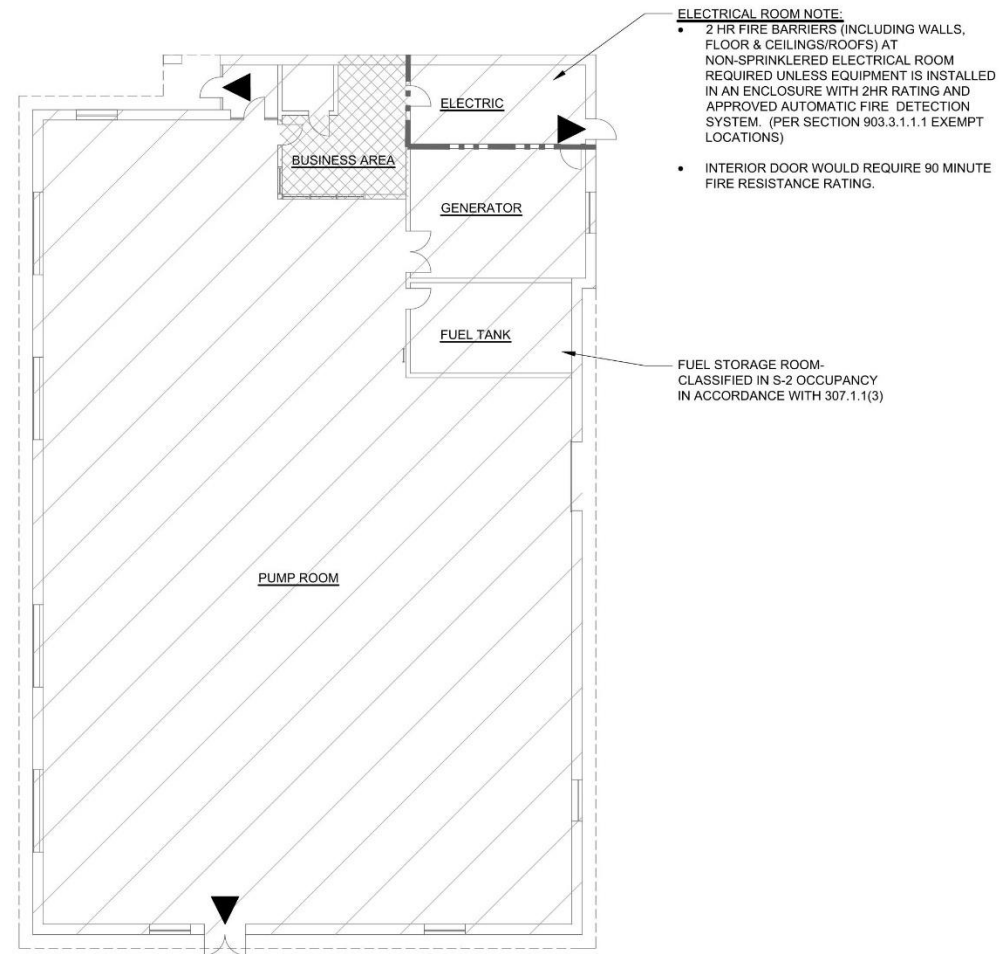 ELECTRICAL ROOM NOTE:
• 2 HR FIRE BARRIERS (INCLUDING WALLS,
FLOOR & CEILINGS/ROOFS) AT
NON-SPRINKLERED ELECTRICAL ROOM
REQUIRED UNLESS EQUIPMENT IS INSTALLED
IN AN ENCLOSURE WITH 2HR RATING AND
APPROVED AUTOMATIC FIRE DETECTION
SYSTEM. (PER SECTION 903.3.1.1.1 EXEMPT
LOCATIONS)
• INTERIOR DOOR WOULD REQUIRE 90 MINUTE
FIRE RESISTANCE RATING.
ELECTRIC
BUSINESS AREA
GENERATOR
FUEL TANK
FUEL STORAGE ROOM-
CLASSIFIED IN S-2 OCCUPANCY
IN ACCORDANCE WITH 307.1.1(3)
PUMP ROOM